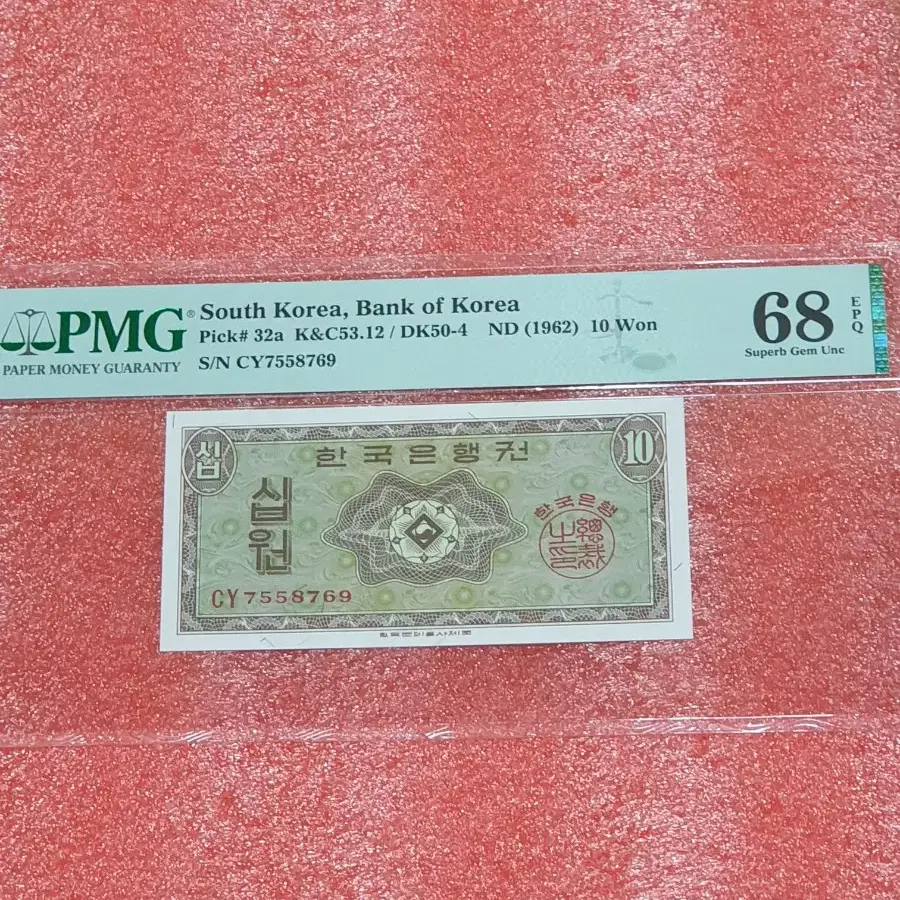 PMG®
PAPER MONEY GUARANTY
South Korea, Bank of Korea
Pick# 32a K&C53.12 / DK50-4 ND (1962) 10 Won
S/N CY7558769
68
EPQ
Superb Gem Unc
십
한국은행권
10
십원
한국은행
CY7558769